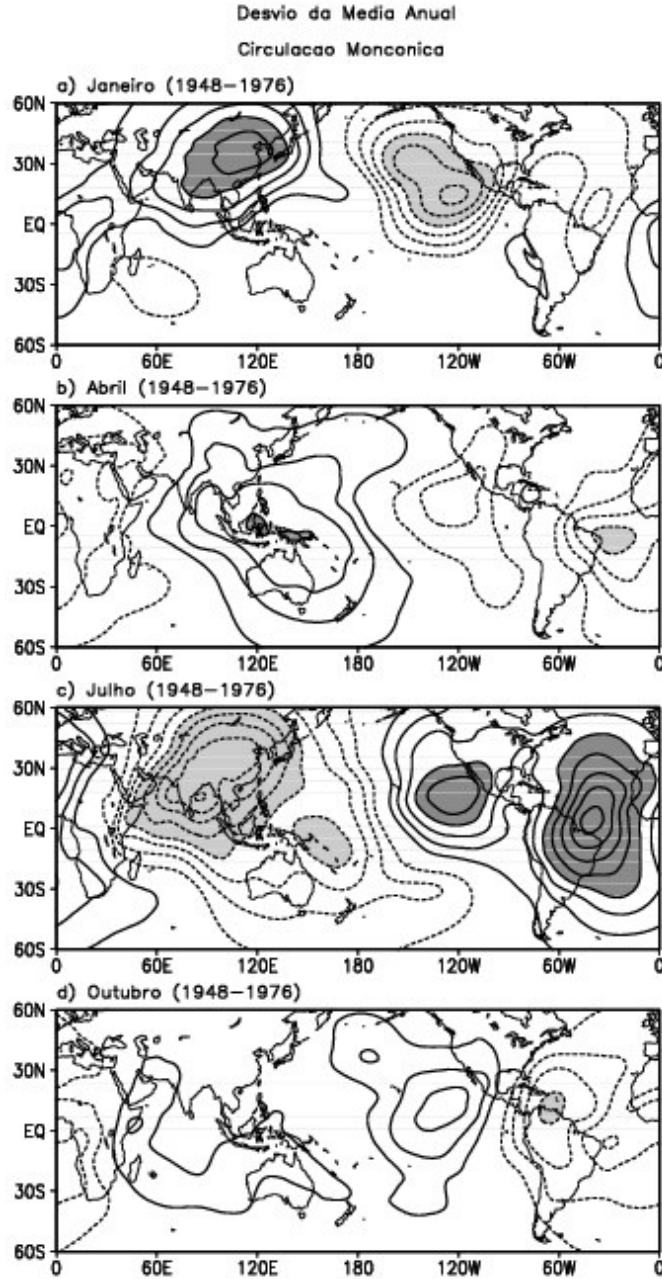 Desvio da Media Anual
Circulacao Monconica
a) Janeiro (1948-1976)
60N
30N
EQ
30S
60S
0 60E 120E 180 120W 60W 0
b) Abril (1948-1976)
60N
30N
EQ
30S
60S
0 60E 120E 180 120W 60W 0
c) Julho (1948-1976)
60N
30N
EQ
30S
60S
0 60E 120E 180 120W 60W 0
d) Outubro (1948-1976)
60N
30N
EQ
30S
60S
0 60E 120E 180 120W 60W 0